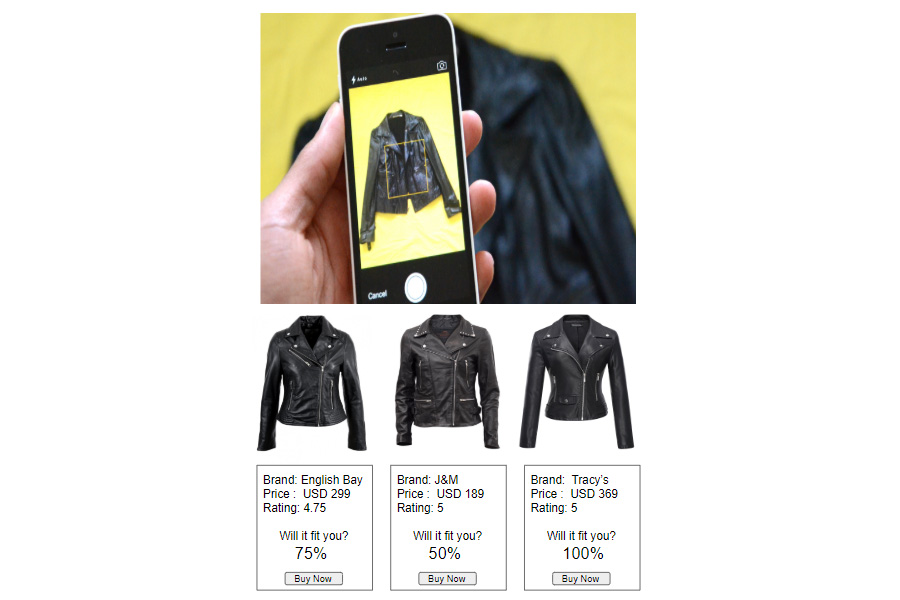 Auto
Cancel
Brand: English Bay
Price : USD 299
Rating: 4.75
Will it fit you?
75%
Buy Now
Brand: J&M
Price : USD 189
Rating: 5
Will it fit you?
50%
Buy Now
Brand: Tracy's
Price : USD 369
Rating: 5
Will it fit you?
100%
Buy Now